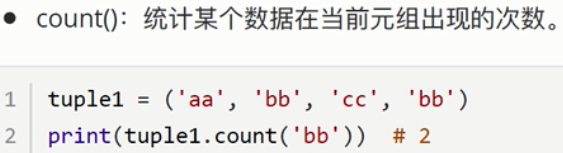 ● count()：统计某个数据在当前元组出现的次数。
1 tuple1 = ('aa', 'bb', 'cc', 'bb')
2 print(tuple1.count('bb'))  # 2